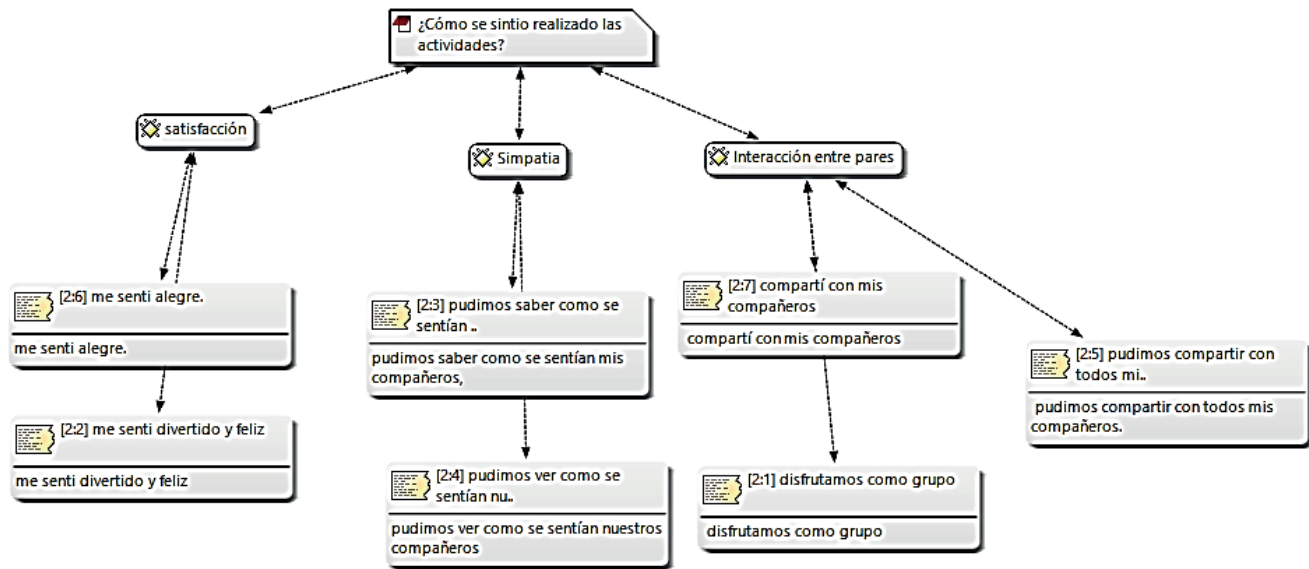 ¿Cómo se sintio realizado las
actividades?
satisfacción
Simpatia
Interacción entre pares
[2:6] me senti alegre.
me senti alegre.
[2:2] me senti divertido y feliz
me senti divertido y feliz
[2:3] pudimos saber como se
sentían ..
pudimos saber como se sentían mis
compañeros,
[2:4] pudimos ver como se
sentían nu..
pudimos ver como se sentían nuestros
compañeros
[2:7] compartí con mis
compañeros
compartí con mis compañeros
[2:1] disfrutamos como grupo
disfrutamos como grupo
[2:5] pudimos compartir con
todos mi..
pudimos compartir con todos mis
compañeros.